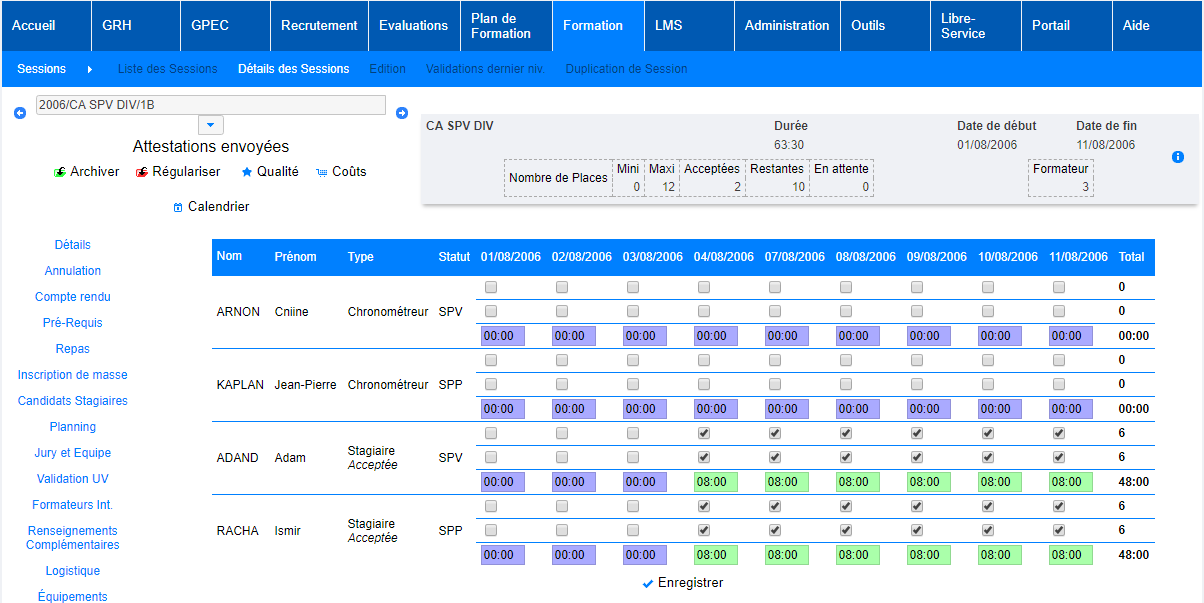 Accueil GRH GPEC Recrutement Evaluations Plan de Formation Formation LMS Administration Outils Libre-Service Portail Aide
Sessions Liste des Sessions Détails des Sessions Edition Validations dernier niv. Duplication de Session
2006/CA SPV DIV/1B
Attestations envoyées
Archiver Régulariser Qualité Coûts
Calendrier
CA SPV DIV Durée Date de début Date de fin
63:30 01/08/2006 11/08/2006
Nombre de Places Mini Maxi Acceptées Restantes En attente Formateur
0 12 2 10 0 3
Détails
Annulation
Compte rendu
Pré-Requis
Repas
Inscription de masse
Candidats Stagiaires
Planning
Jury et Equipe
Validation UV
Formateurs Int.
Renseignements
Complémentaires
Logistique
Équipements
Nom Prénom Type Statut 01/08/2006 02/08/2006 03/08/2006 04/08/2006 07/08/2006 08/08/2006 09/08/2006 10/08/2006 11/08/2006 Total
0
ARNON Cniine Chronométreur SPV 0
00:00 00:00 00:00 00:00 00:00 00:00 00:00 00:00 00:00 00:00
0
KAPLAN Jean-Pierre Chronométreur SPP 0
00:00 00:00 00:00 00:00 00:00 00:00 00:00 00:00 00:00 00:00
6
ADAND Adam Stagiaire Acceptée SPV 6
00:00 00:00 00:00 08:00 08:00 08:00 08:00 08:00 08:00 48:00
6
RACHA Ismir Stagiaire Acceptée SPP 6
00:00 00:00 00:00 08:00 08:00 08:00 08:00 08:00 08:00 48:00
Enregistrer